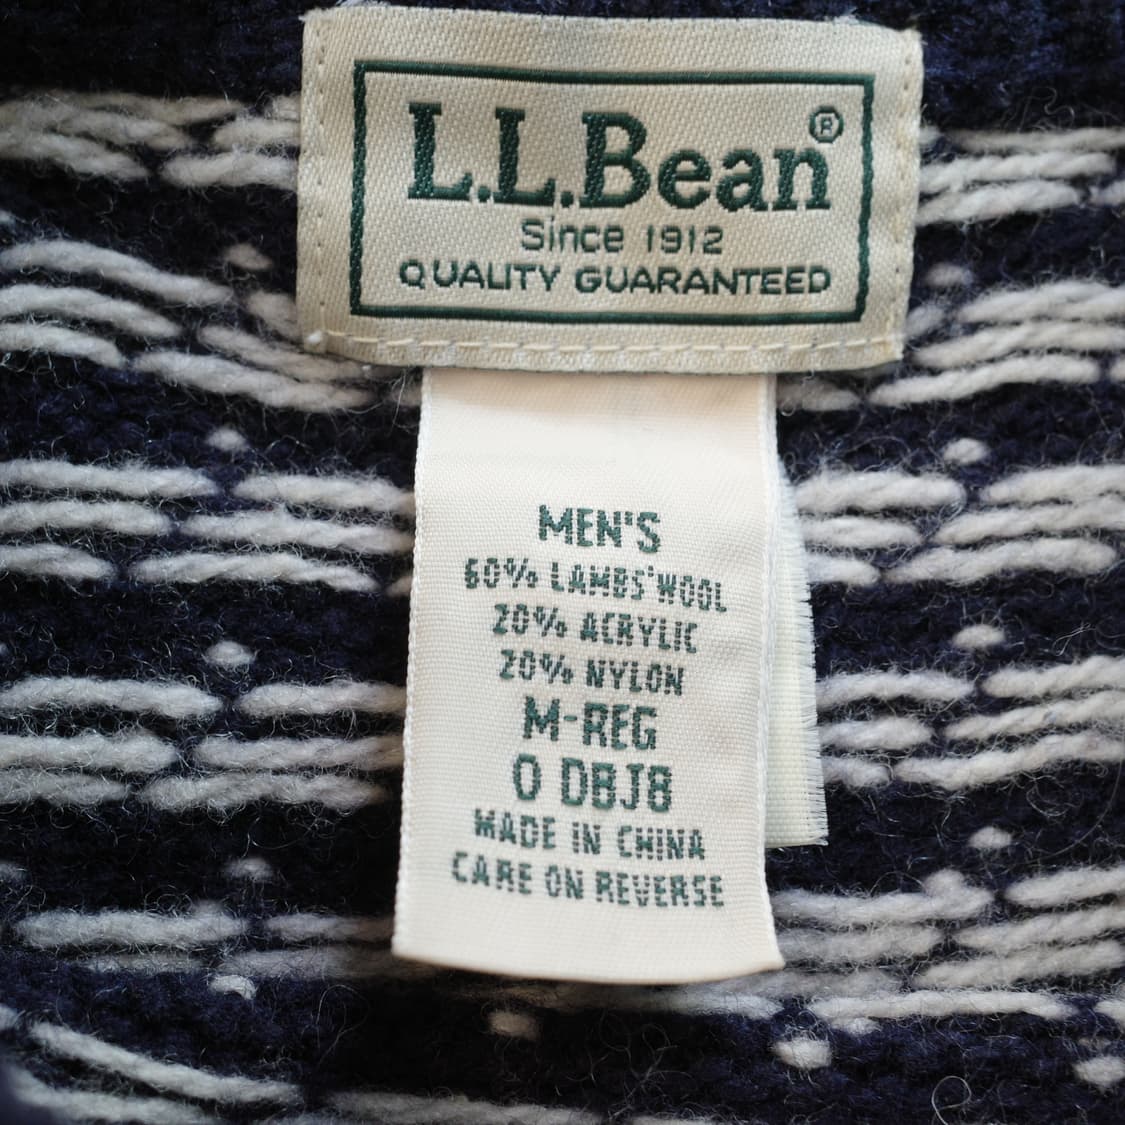 L.L.Bean®
Since 1912
QUALITY GUARANTEED
MEN'S
60% LAMBS'WOOL
20% ACRYLIC
20% NYLON
M-REG
0 DBJ8
MADE IN CHINA
CARE ON REVERSE